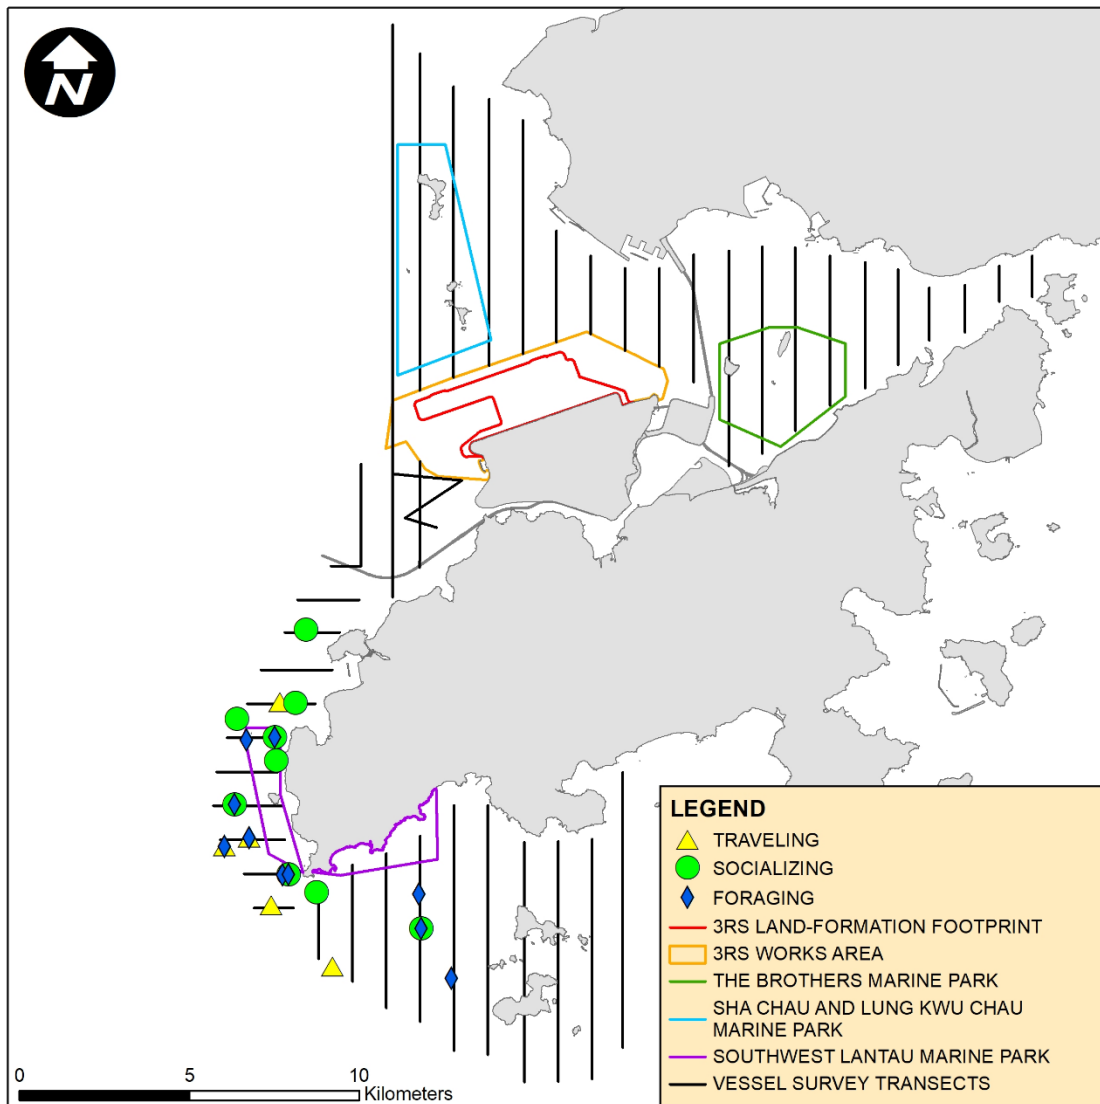 N
LEGEND
TRAVELING
SOCIALIZING
FORAGING
3RS LAND-FORMATION FOOTPRINT
3RS WORKS AREA
THE BROTHERS MARINE PARK
SHA CHAU AND LUNG KWU CHAU
MARINE PARK
SOUTHWEST LANTAU MARINE PARK
VESSEL SURVEY TRANSECTS
0 5 10
Kilometers